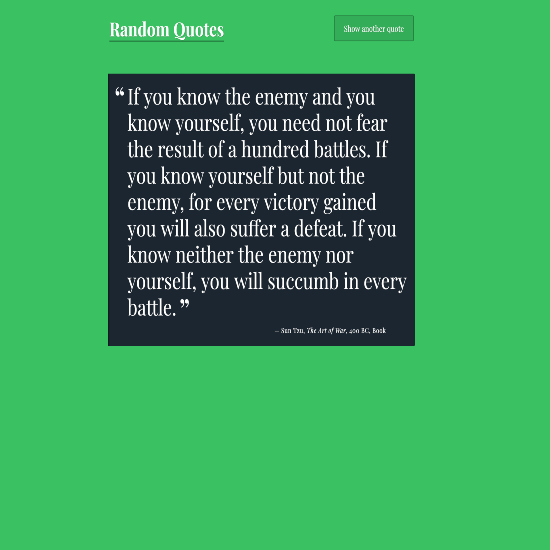 Random Quotes
Show another quote
“If you know the enemy and you
know yourself, you need not fear
the result of a hundred battles. If
you know yourself but not the
enemy, for every victory gained
you will also suffer a defeat. If you
know neither the enemy nor
yourself, you will succumb in every
battle.”
– Sun Tzu, The Art of War, 400 BC, Book